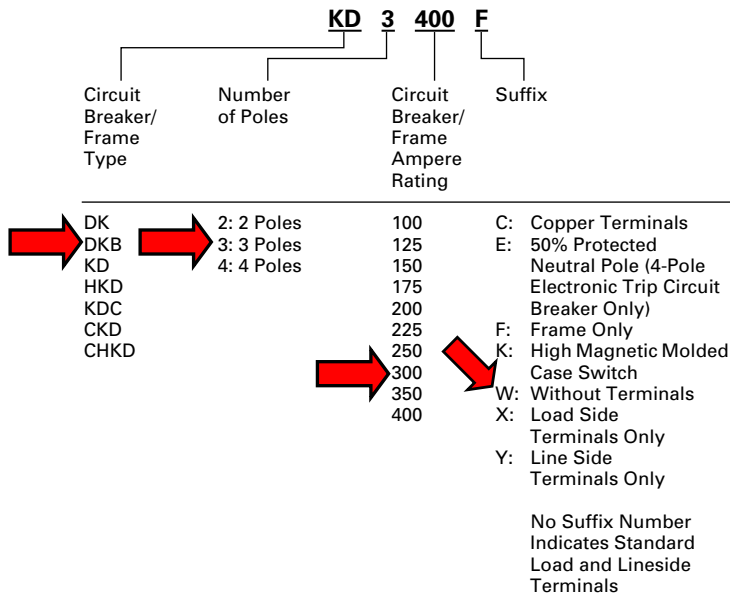 KD 3 400 F
Circuit
Breaker/
Frame
Type
Number
of Poles
Circuit
Breaker/
Frame
Ampere
Rating
Suffix
DK
DKB
KD
HKD
KDC
CKD
CHKD
2: 2 Poles
3: 3 Poles
4: 4 Poles
100
125
150
175
200
225
250
300
350
400
C: Copper Terminals
E: 50% Protected
Neutral Pole (4-Pole
Electronic Trip Circuit
Breaker Only)
F: Frame Only
K: High Magnetic Molded
Case Switch
W: Without Terminals
X: Load Side
Terminals Only
Y: Line Side
Terminals Only
No Suffix Number
Indicates Standard
Load and Lineside
Terminals